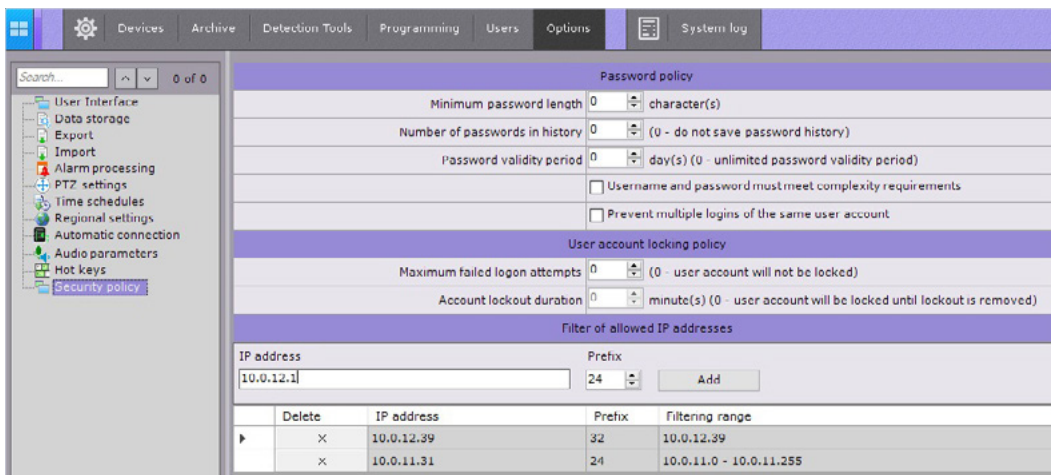 Devices Archive Detection Tools Programming Users Options System log
Search... 0 of 0
User Interface
Data storage
Export
Import
Alarm processing
PTZ settings
Time schedules
Regional settings
Automatic connection
Audio parameters
Hot keys
Security policy
Password policy
Minimum password length 0 character(s)
Number of passwords in history 0 (0 - do not save password history)
Password validity period 0 day(s) (0 - unlimited password validity period)
Username and password must meet complexity requirements
Prevent multiple logins of the same user account
User account locking policy
Maximum failed logon attempts 0 (0 - user account will not be locked)
Account lockout duration 0 minute(s) (0 - user account will be locked until lockout is removed)
Filter of allowed IP addresses
IP address Prefix
10.0.12.1 24 Add
Delete IP address Prefix Filtering range
10.0.12.39 32 10.0.12.39
10.0.11.31 24 10.0.11.0 - 10.0.11.255